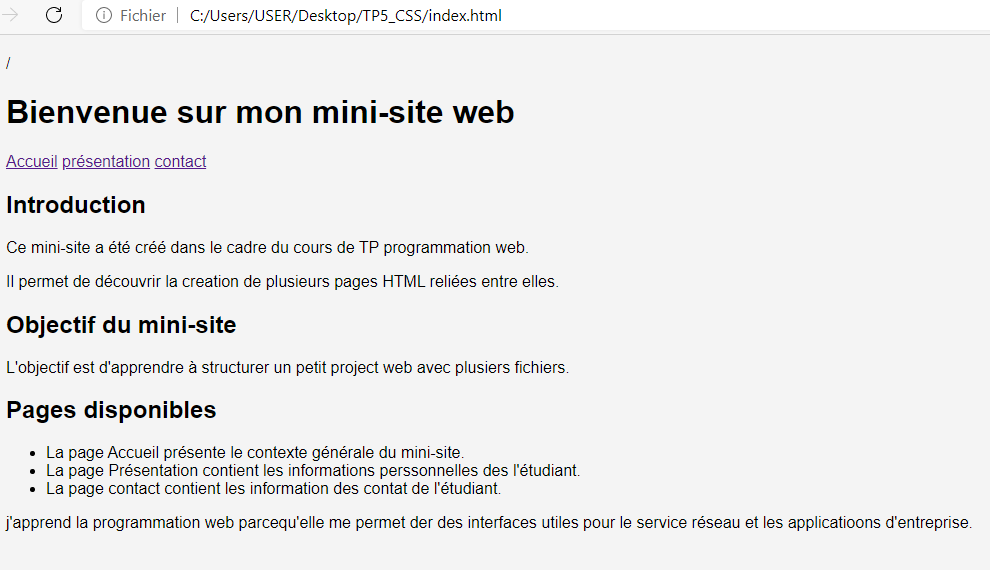 Fichier C:/Users/USER/Desktop/TP5_CSS/index.html
/
Bienvenue sur mon mini-site web
Accueil présentation contact
Introduction
Ce mini-site a été créé dans le cadre du cours de TP programmation web.
Il permet de découvrir la creation de plusieurs pages HTML reliées entre elles.
Objectif du mini-site
L'objectif est d'apprendre à structurer un petit project web avec plusiers fichiers.
Pages disponibles
• La page Accueil présente le contexte générale du mini-site.
• La page Présentation contient les informations perssonnelles des l'étudiant.
• La page contact contient les information des contat de l'étudiant.
j'apprend la programmation web parcequ'elle me permet der des interfaces utiles pour le service réseau et les applicatioons d'entreprise.